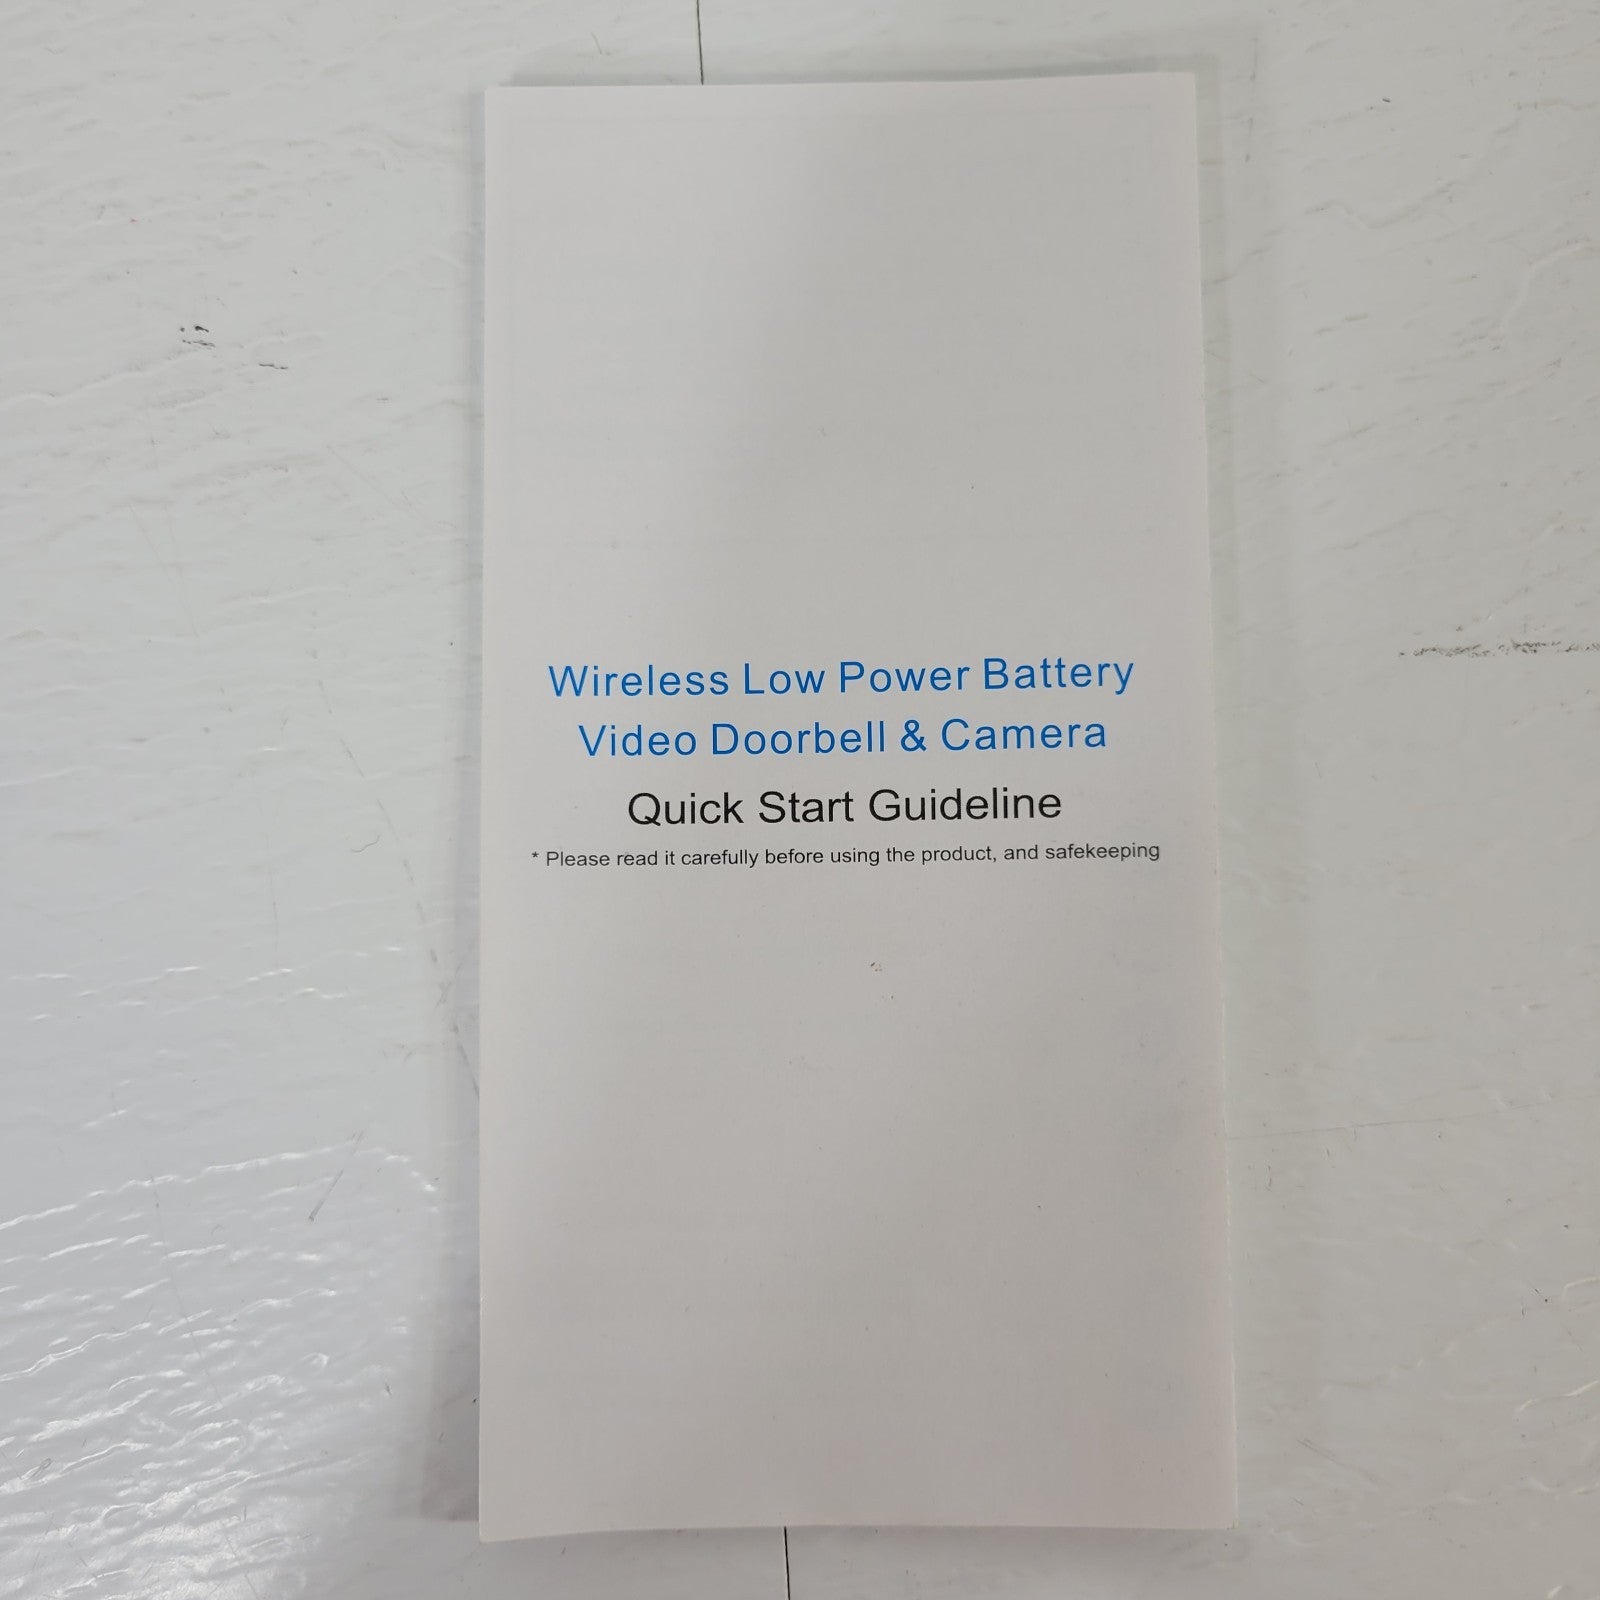 Wireless Low Power Battery
Video Doorbell & Camera
Quick Start Guideline
* Please read it carefully before using the product, and safekeeping